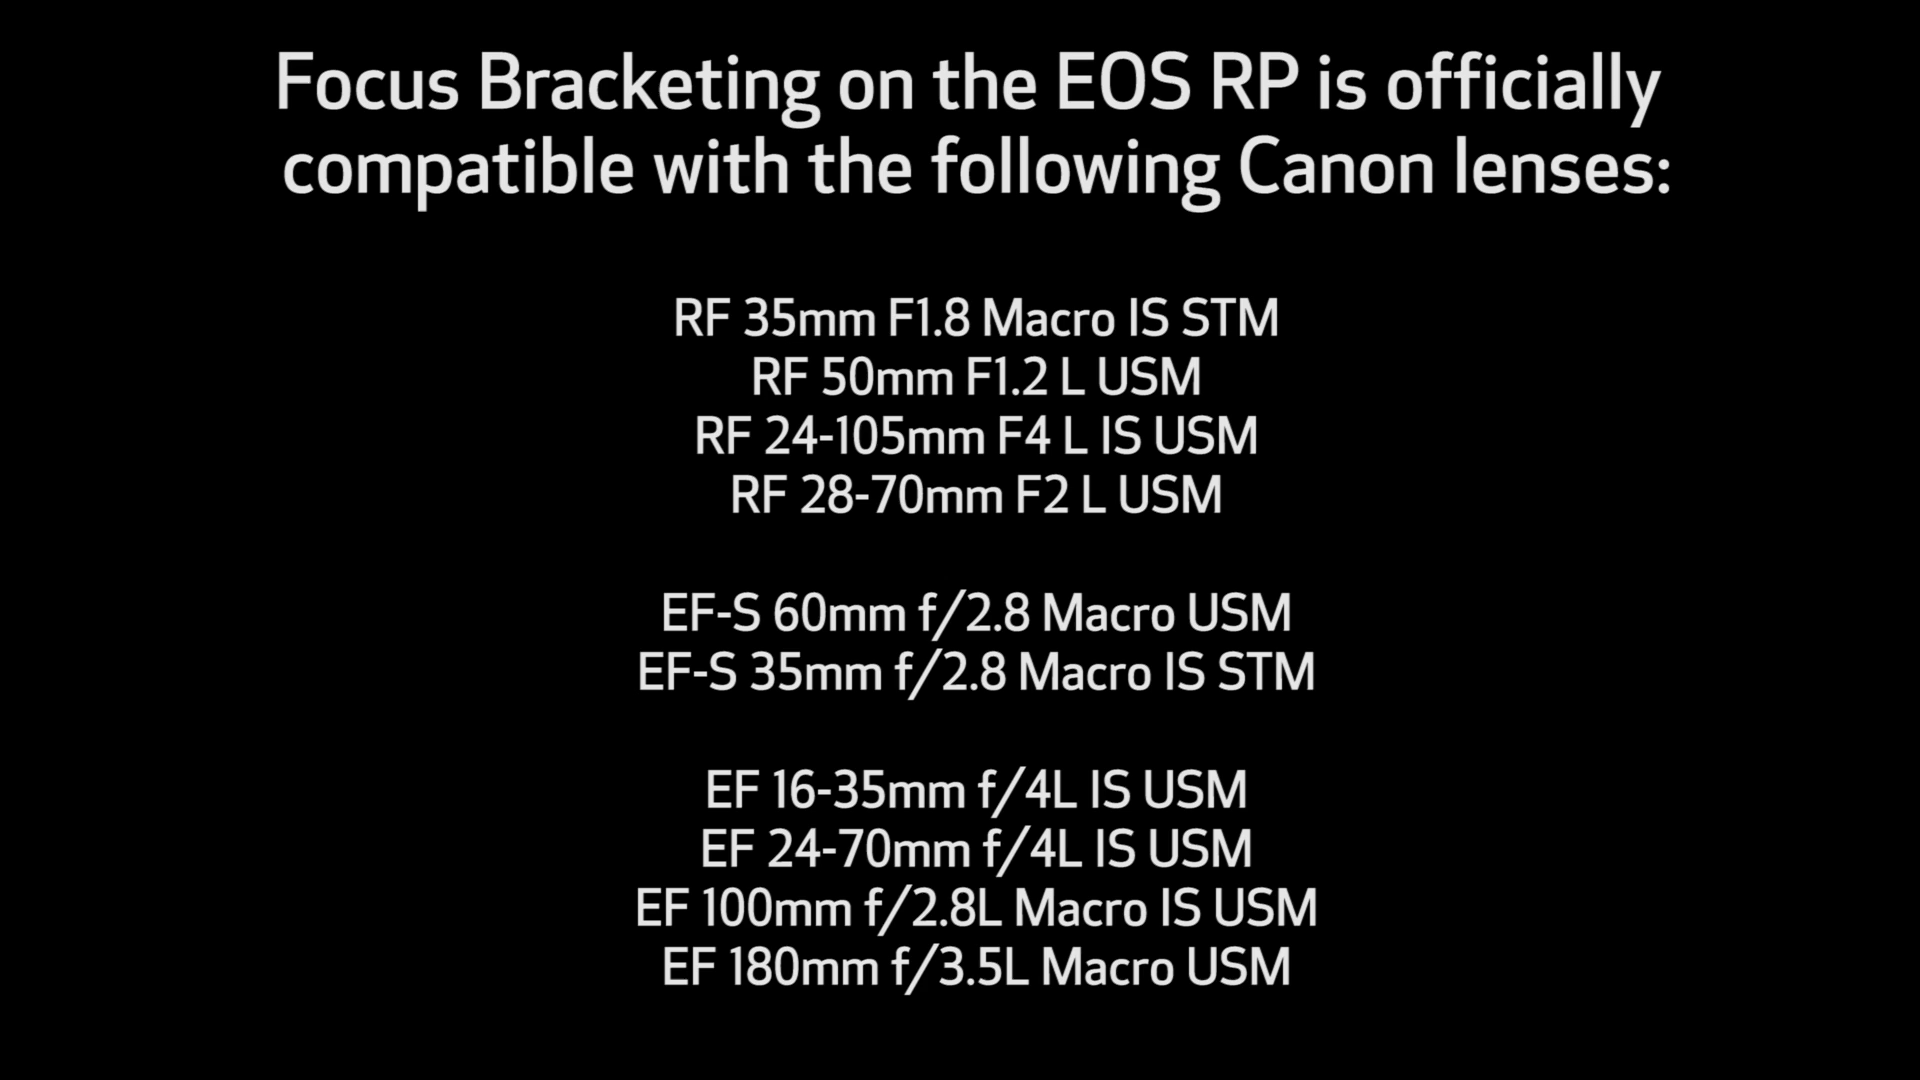 Focus Bracketing on the EOS RP is officially
compatible with the following Canon lenses:
RF 35mm F1.8 Macro IS STM
RF 50mm F1.2 L USM
RF 24-105mm F4 L IS USM
RF 28-70mm F2 L USM
EF-S 60mm f/2.8 Macro USM
EF-S 35mm f/2.8 Macro IS STM
EF 16-35mm f/4L IS USM
EF 24-70mm f/4L IS USM
EF 100mm f/2.8L Macro IS USM
EF 180mm f/3.5L Macro USM